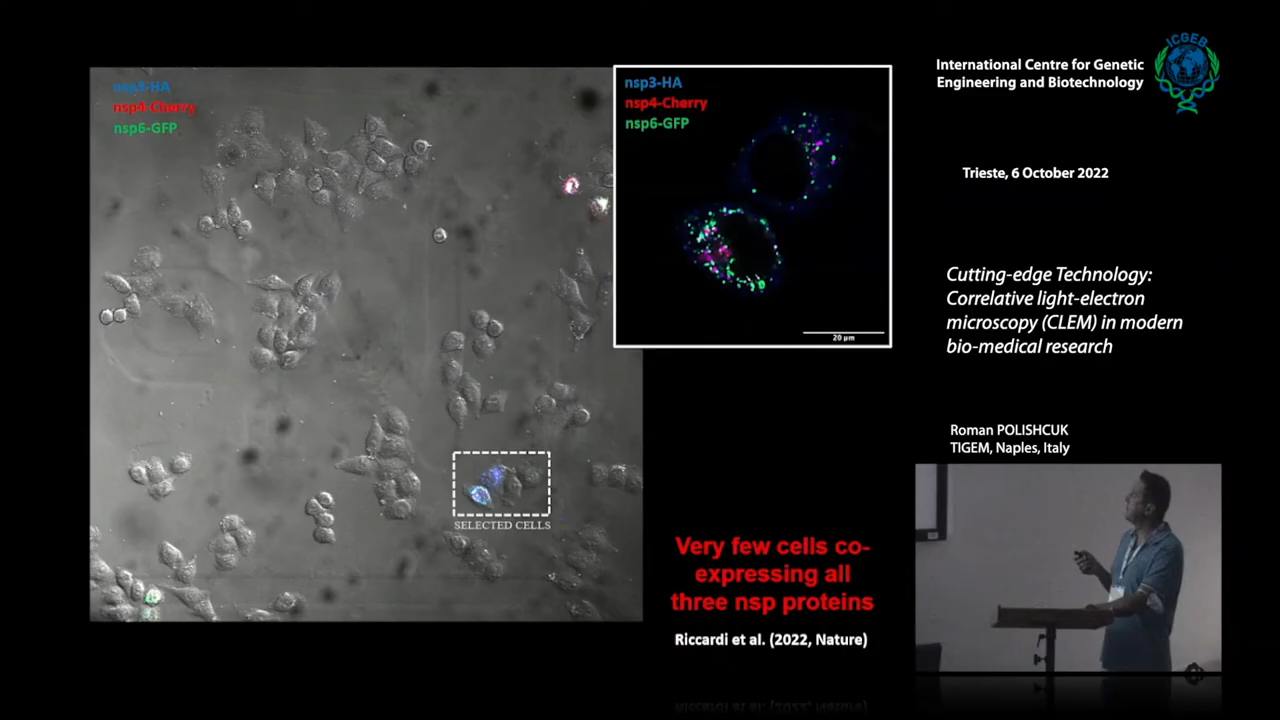 nsp3-HA
nsp4-Cherry
nsp6-GFP
SELECTED CELLS
nsp3-HA
nsp4-Cherry
nsp6-GFP
20 µm
Very few cells co-
expressing all
three nsp proteins
Riccardi et al. (2022, Nature)
ICGEB
International Centre for Genetic
Engineering and Biotechnology
Trieste, 6 October 2022
Cutting-edge Technology:
Correlative light-electron
microscopy (CLEM) in modern
bio-medical research
Roman POLISHCUK
TIGEM, Naples, Italy